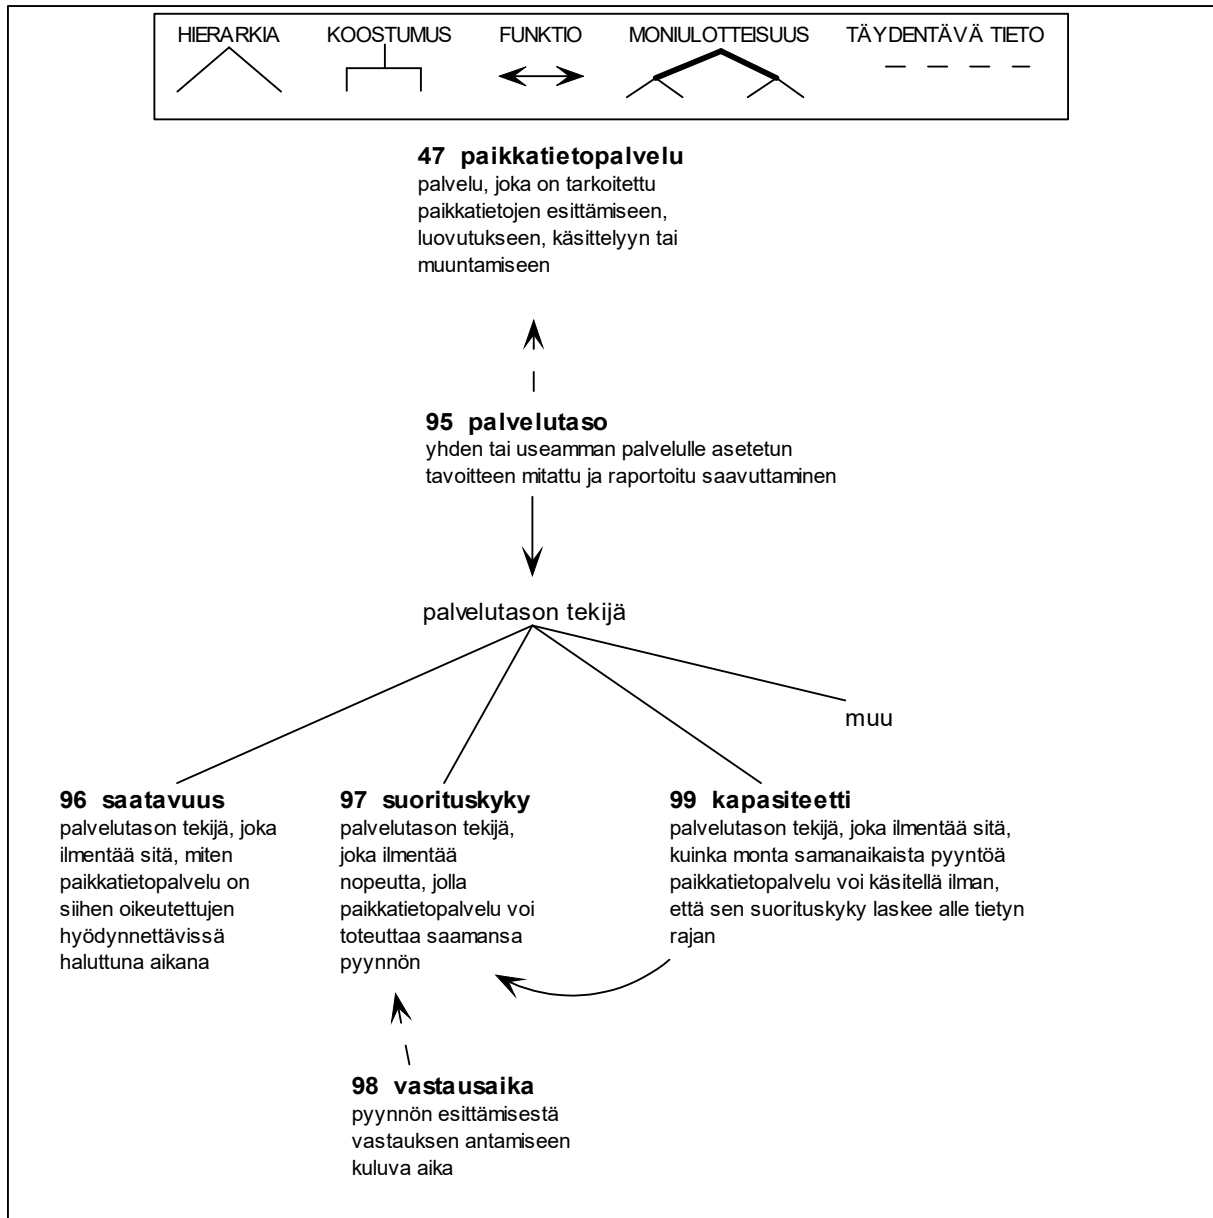 HIERARKIA KOOSTUMUS FUNKTIO MONIULOTTEISUUS TÄYDENTÄVÄ TIETO
47 paikkatietopalvelu
palvelu, joka on tarkoitettu
paikkatietojen esittämiseen,
luovutukseen, käsittelyyn tai
muuntamiseen
95 palvelutaso
yhden tai useamman palvelulle asetetun
tavoitteen mitattu ja raportoitu saavuttaminen
palvelutason tekijä
muu
96 saatavuus
palvelutason tekijä, joka
ilmentää sitä, miten
paikkatietopalvelu on
siihen oikeutettujen
hyödynnettävissä
haluttuna aikana
97 suorituskyky
palvelutason tekijä,
joka ilmentää
nopeutta, jolla
paikkatietopalvelu voi
toteuttaa saamansa
pyynnön
99 kapasiteetti
palvelutason tekijä, joka ilmentää sitä,
kuinka monta samanaikaista pyyntöä
paikkatietopalvelu voi käsitellä ilman,
että sen suorituskyky laskee alle tietyn
rajan
98 vastausaika
pyynnön esittämisestä
vastauksen antamiseen
kuluva aika